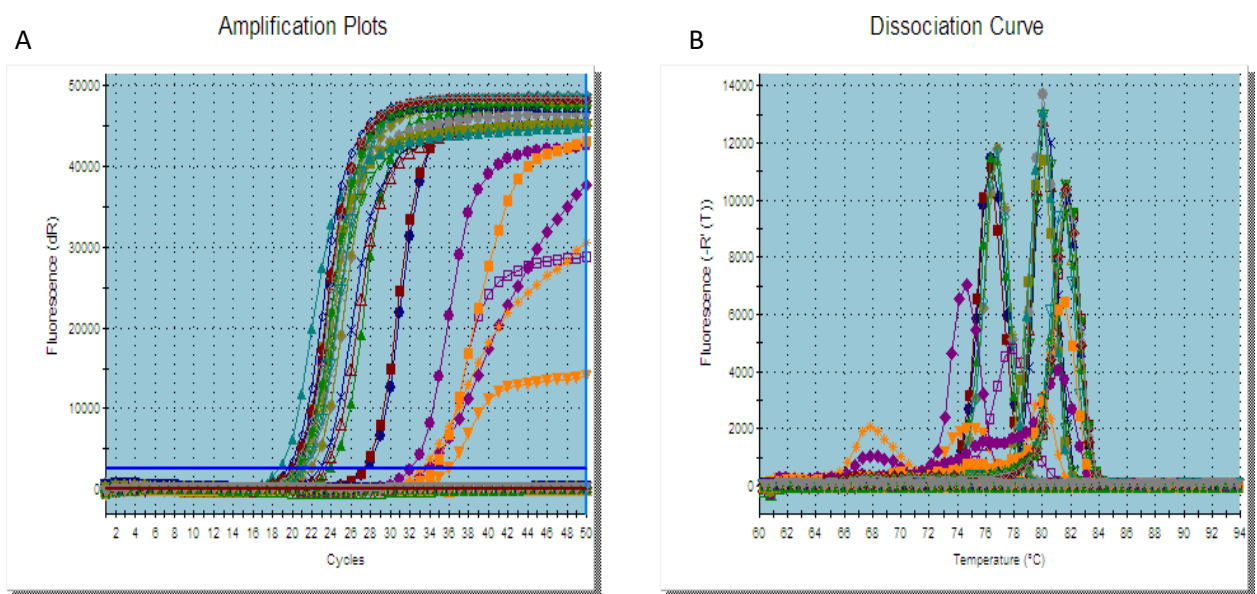 A
Amplification Plots
Fluorescence (dR)
50000
40000
30000
20000
10000
0
2 4 6 8 10 12 14 16 18 20 22 24 26 28 30 32 34 36 38 40 42 44 46 48 50
Cycles
B
Dissociation Curve
Fluorescence (-R' (T))
14000
12000
10000
8000
6000
4000
2000
0
60 62 64 66 68 70 72 74 76 78 80 82 84 86 88 90 92 94
Temperature (°C)